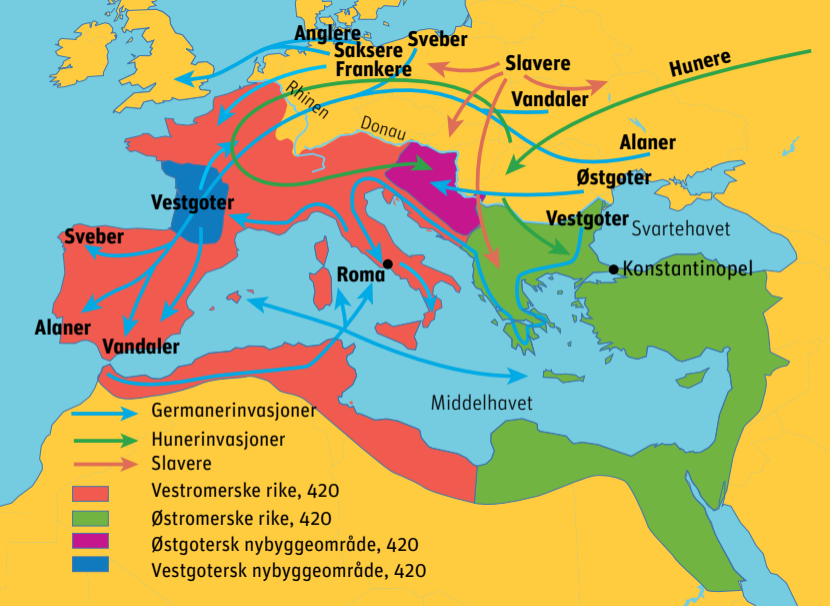 Anglere
Saksere
Frankere
Sveber
Slavere
Hunere
Rhinen
Vandaler
Donau
Alaner
Østgoter
Vestgoter
Vestgoter
Svartehavet
Sveber
Roma
Konstantinopel
Alaner
Vandaler
Middelhavet
Germanerinvasjoner
Hunerinvasjoner
Slavere
Vestromerske rike, 420
Østromerske rike, 420
Østgotersk nybyggeområde, 420
Vestgotersk nybyggeområde, 420